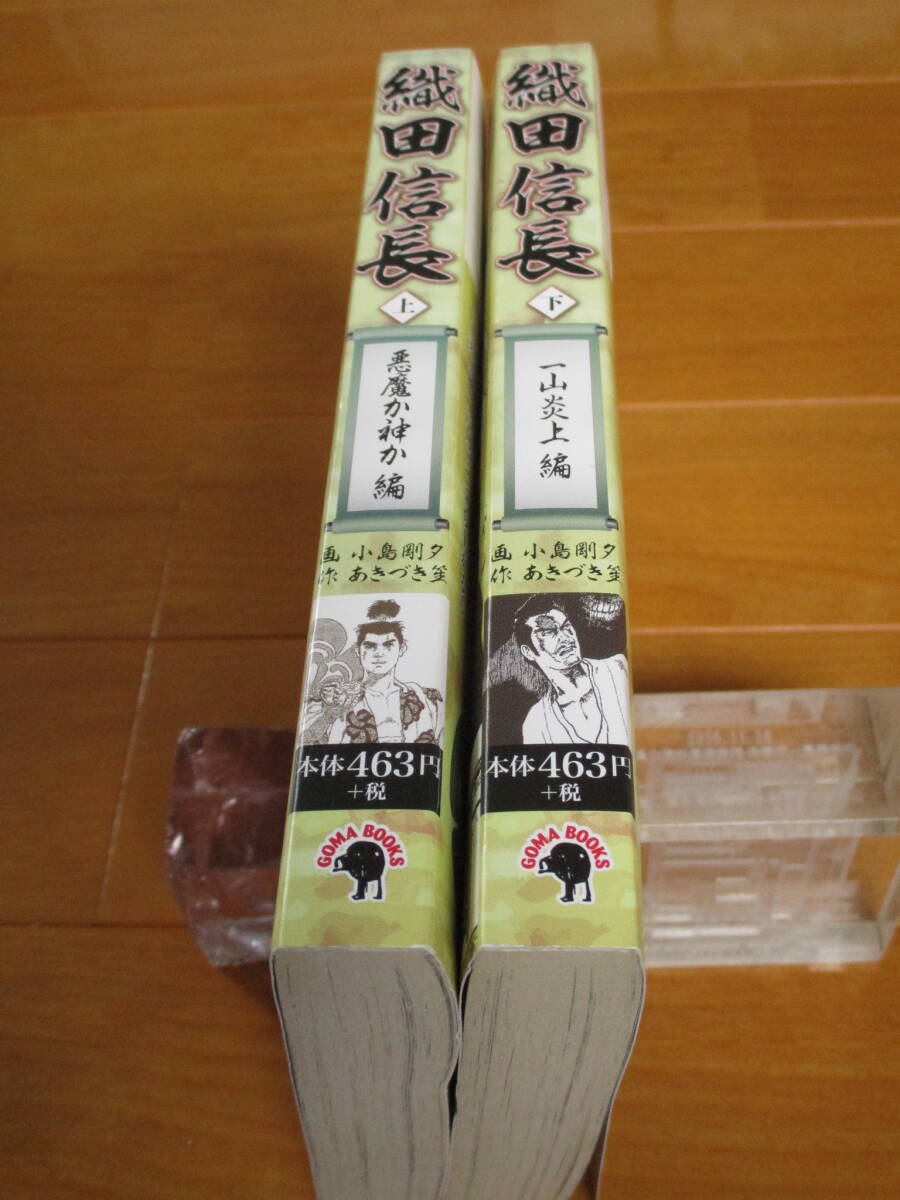 織田信長
上
悪魔か神か編
画 小島剛夕
作 あきづき笙
本体463円
+税
GOMA BOOKS
織田信長
下
一山炎上編
画 小島剛夕
作 あきづき笙
本体463円
+税
GOMA BOOKS